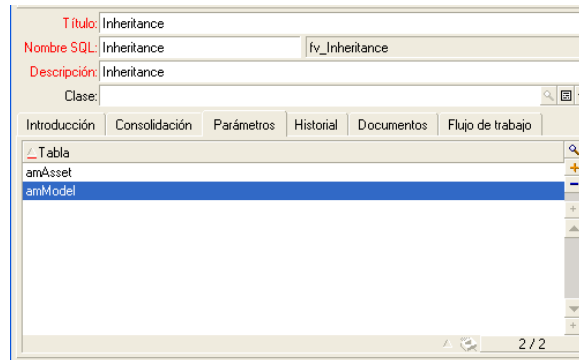 Título: Inheritance
Nombre SQL: Inheritance fv_Inheritance
Descripción: Inheritance
Clase:
Introducción Consolidación Parámetros Historial Documentos Flujo de trabajo
Tabla
amAsset
amModel
2 / 2